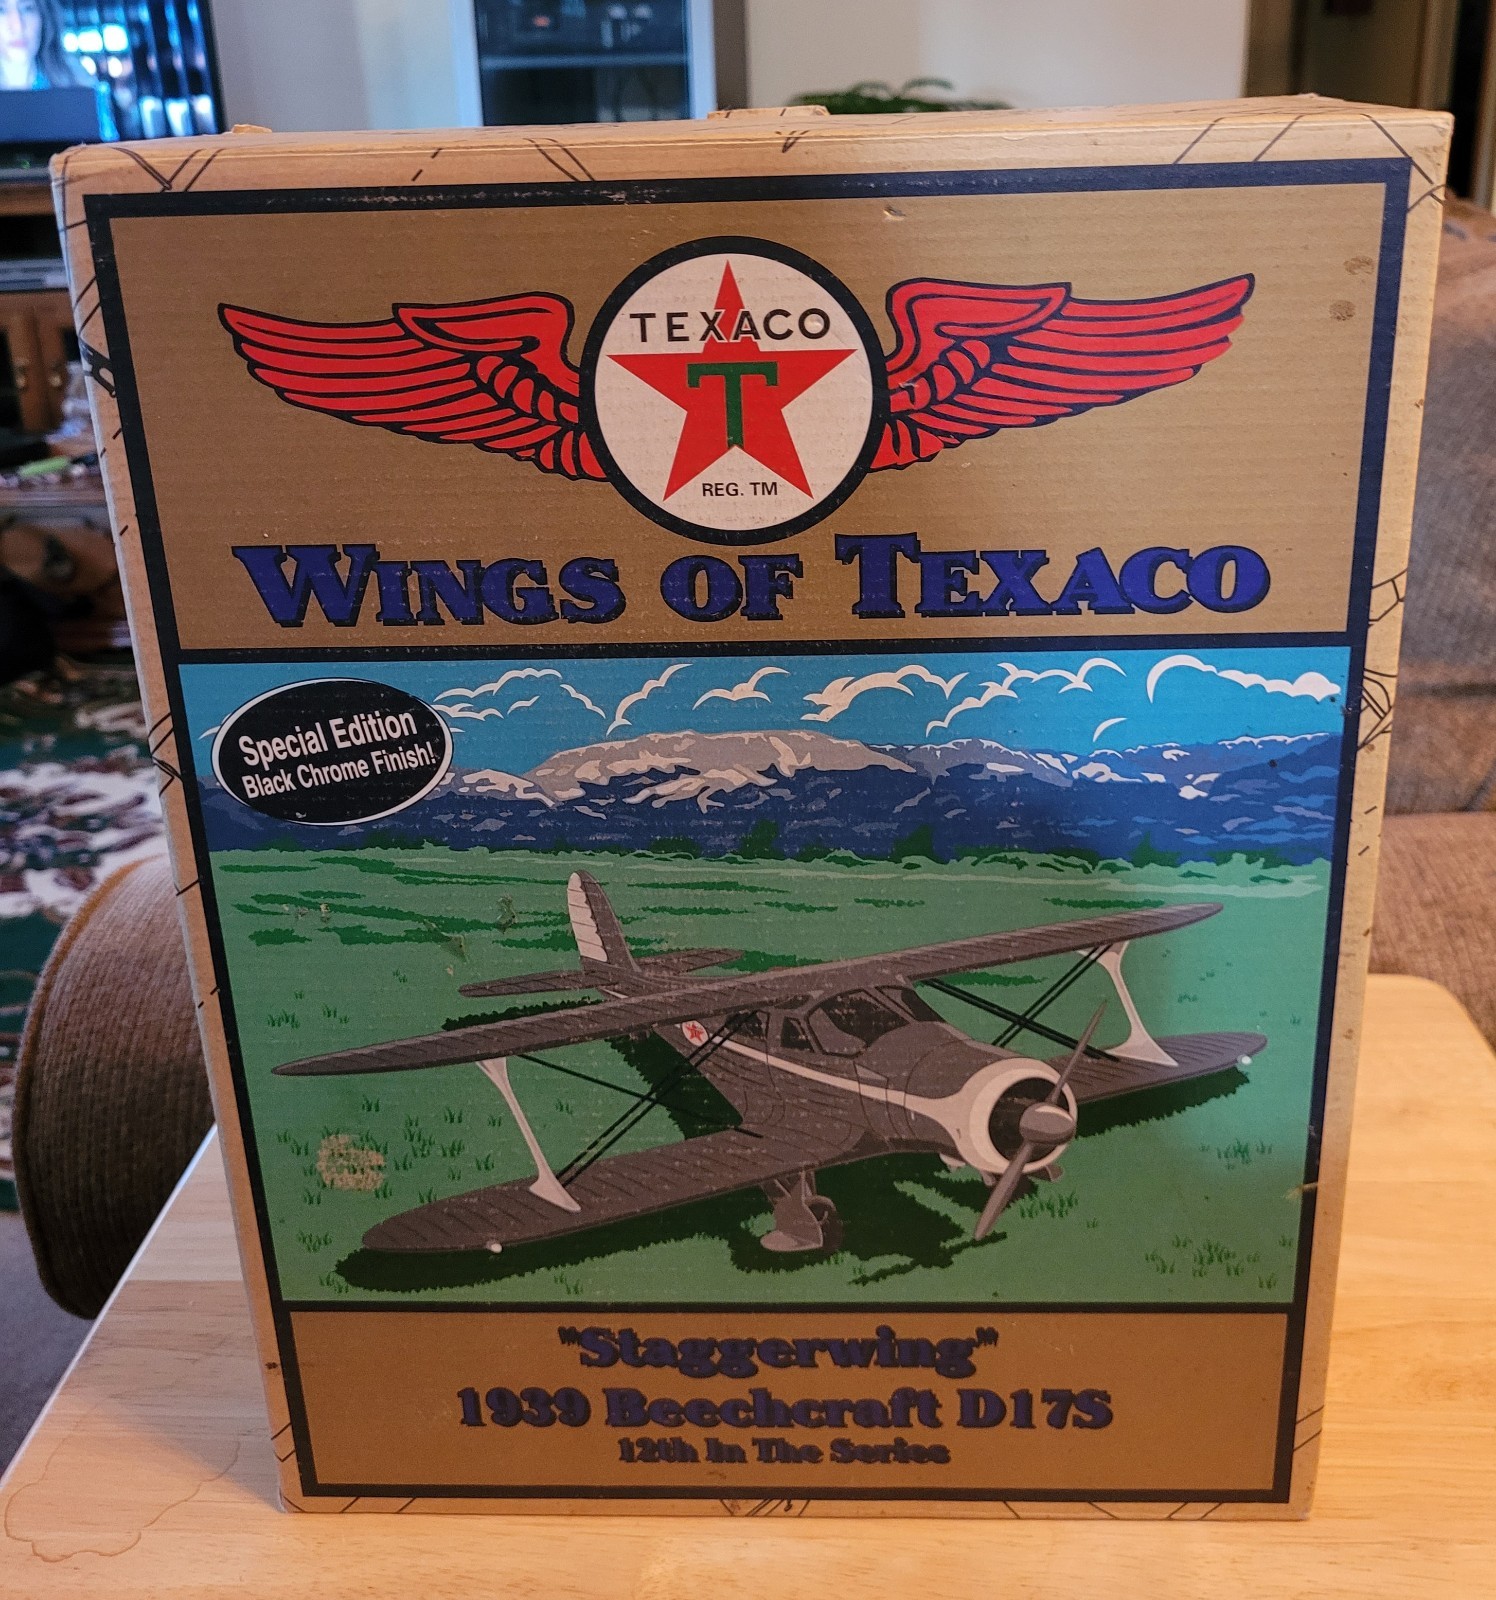 TEXACO
T
REG. TM
WINGS OF TEXACO
Special Edition
Black Chrome Finish!
"Staggerwing"
1939 Beechcraft D17S
12th In The Series